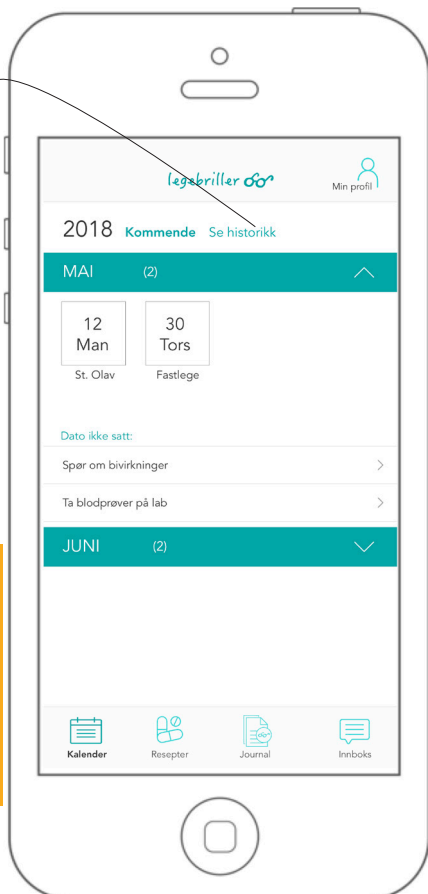 legebriller
Min profil
2018 Kommende Se historikk
MAI (2)
12 30
Man Tors
St. Olav Fastlege
Dato ikke satt:
Spør om bivirkninger
Ta blodprøver på lab
JUNI (2)
Kalender Resepter Journal Innboks